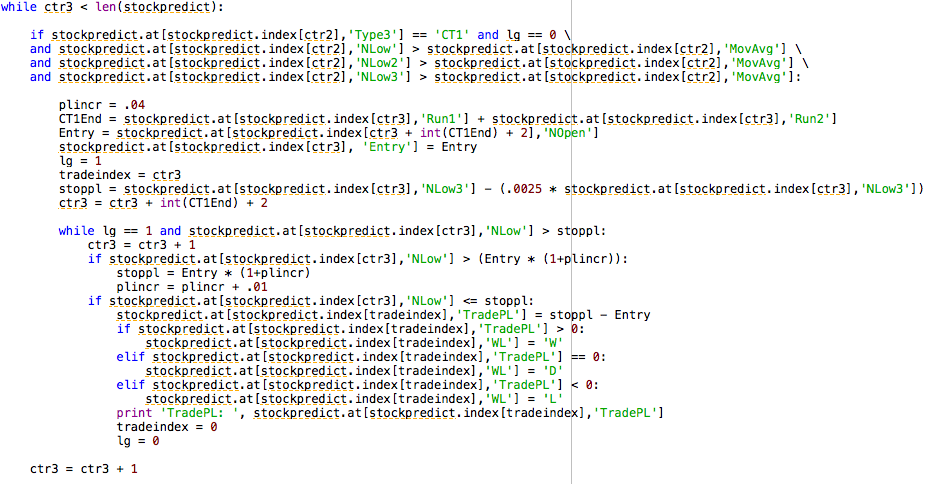 while ctr3 < len(stockpredict):
if stockpredict.at[stockpredict.index[ctr2],'Type3'] == 'CT1' and lg == 0 \
and stockpredict.at[stockpredict.index[ctr2],'NLow'] > stockpredict.at[stockpredict.index[ctr2],'MovAvg'] \
and stockpredict.at[stockpredict.index[ctr2],'NLow2'] > stockpredict.at[stockpredict.index[ctr2],'MovAvg'] \
and stockpredict.at[stockpredict.index[ctr2],'NLow3'] > stockpredict.at[stockpredict.index[ctr2],'MovAvg']:
plincr = .04
CT1End = stockpredict.at[stockpredict.index[ctr3],'Run1'] + stockpredict.at[stockpredict.index[ctr3],'Run2']
Entry = stockpredict.at[stockpredict.index[ctr3 + int(CT1End) + 2],'NOpen']
stockpredict.at[stockpredict.index[ctr3], 'Entry'] = Entry
lg = 1
tradeindex = ctr3
stoppl = stockpredict.at[stockpredict.index[ctr3],'NLow3'] - (.0025 * stockpredict.at[stockpredict.index[ctr3],'NLow3'])
ctr3 = ctr3 + int(CT1End) + 2
while lg == 1 and stockpredict.at[stockpredict.index[ctr3],'NLow'] > stoppl:
ctr3 = ctr3 + 1
if stockpredict.at[stockpredict.index[ctr3],'NLow'] > (Entry * (1+plincr)):
stoppl = Entry * (1+plincr)
plincr = plincr + .01
if stockpredict.at[stockpredict.index[ctr3],'NLow'] <= stoppl:
stockpredict.at[stockpredict.index[tradeindex],'TradePL'] = stoppl - Entry
if stockpredict.at[stockpredict.index[tradeindex],'TradePL'] > 0:
stockpredict.at[stockpredict.index[tradeindex],'WL'] = 'W'
elif stockpredict.at[stockpredict.index[tradeindex],'TradePL'] == 0:
stockpredict.at[stockpredict.index[tradeindex],'WL'] = 'D'
elif stockpredict.at[stockpredict.index[tradeindex],'TradePL'] < 0:
stockpredict.at[stockpredict.index[tradeindex],'WL'] = 'L'
print 'TradePL: ', stockpredict.at[stockpredict.index[tradeindex],'TradePL']
tradeindex = 0
lg = 0
ctr3 = ctr3 + 1